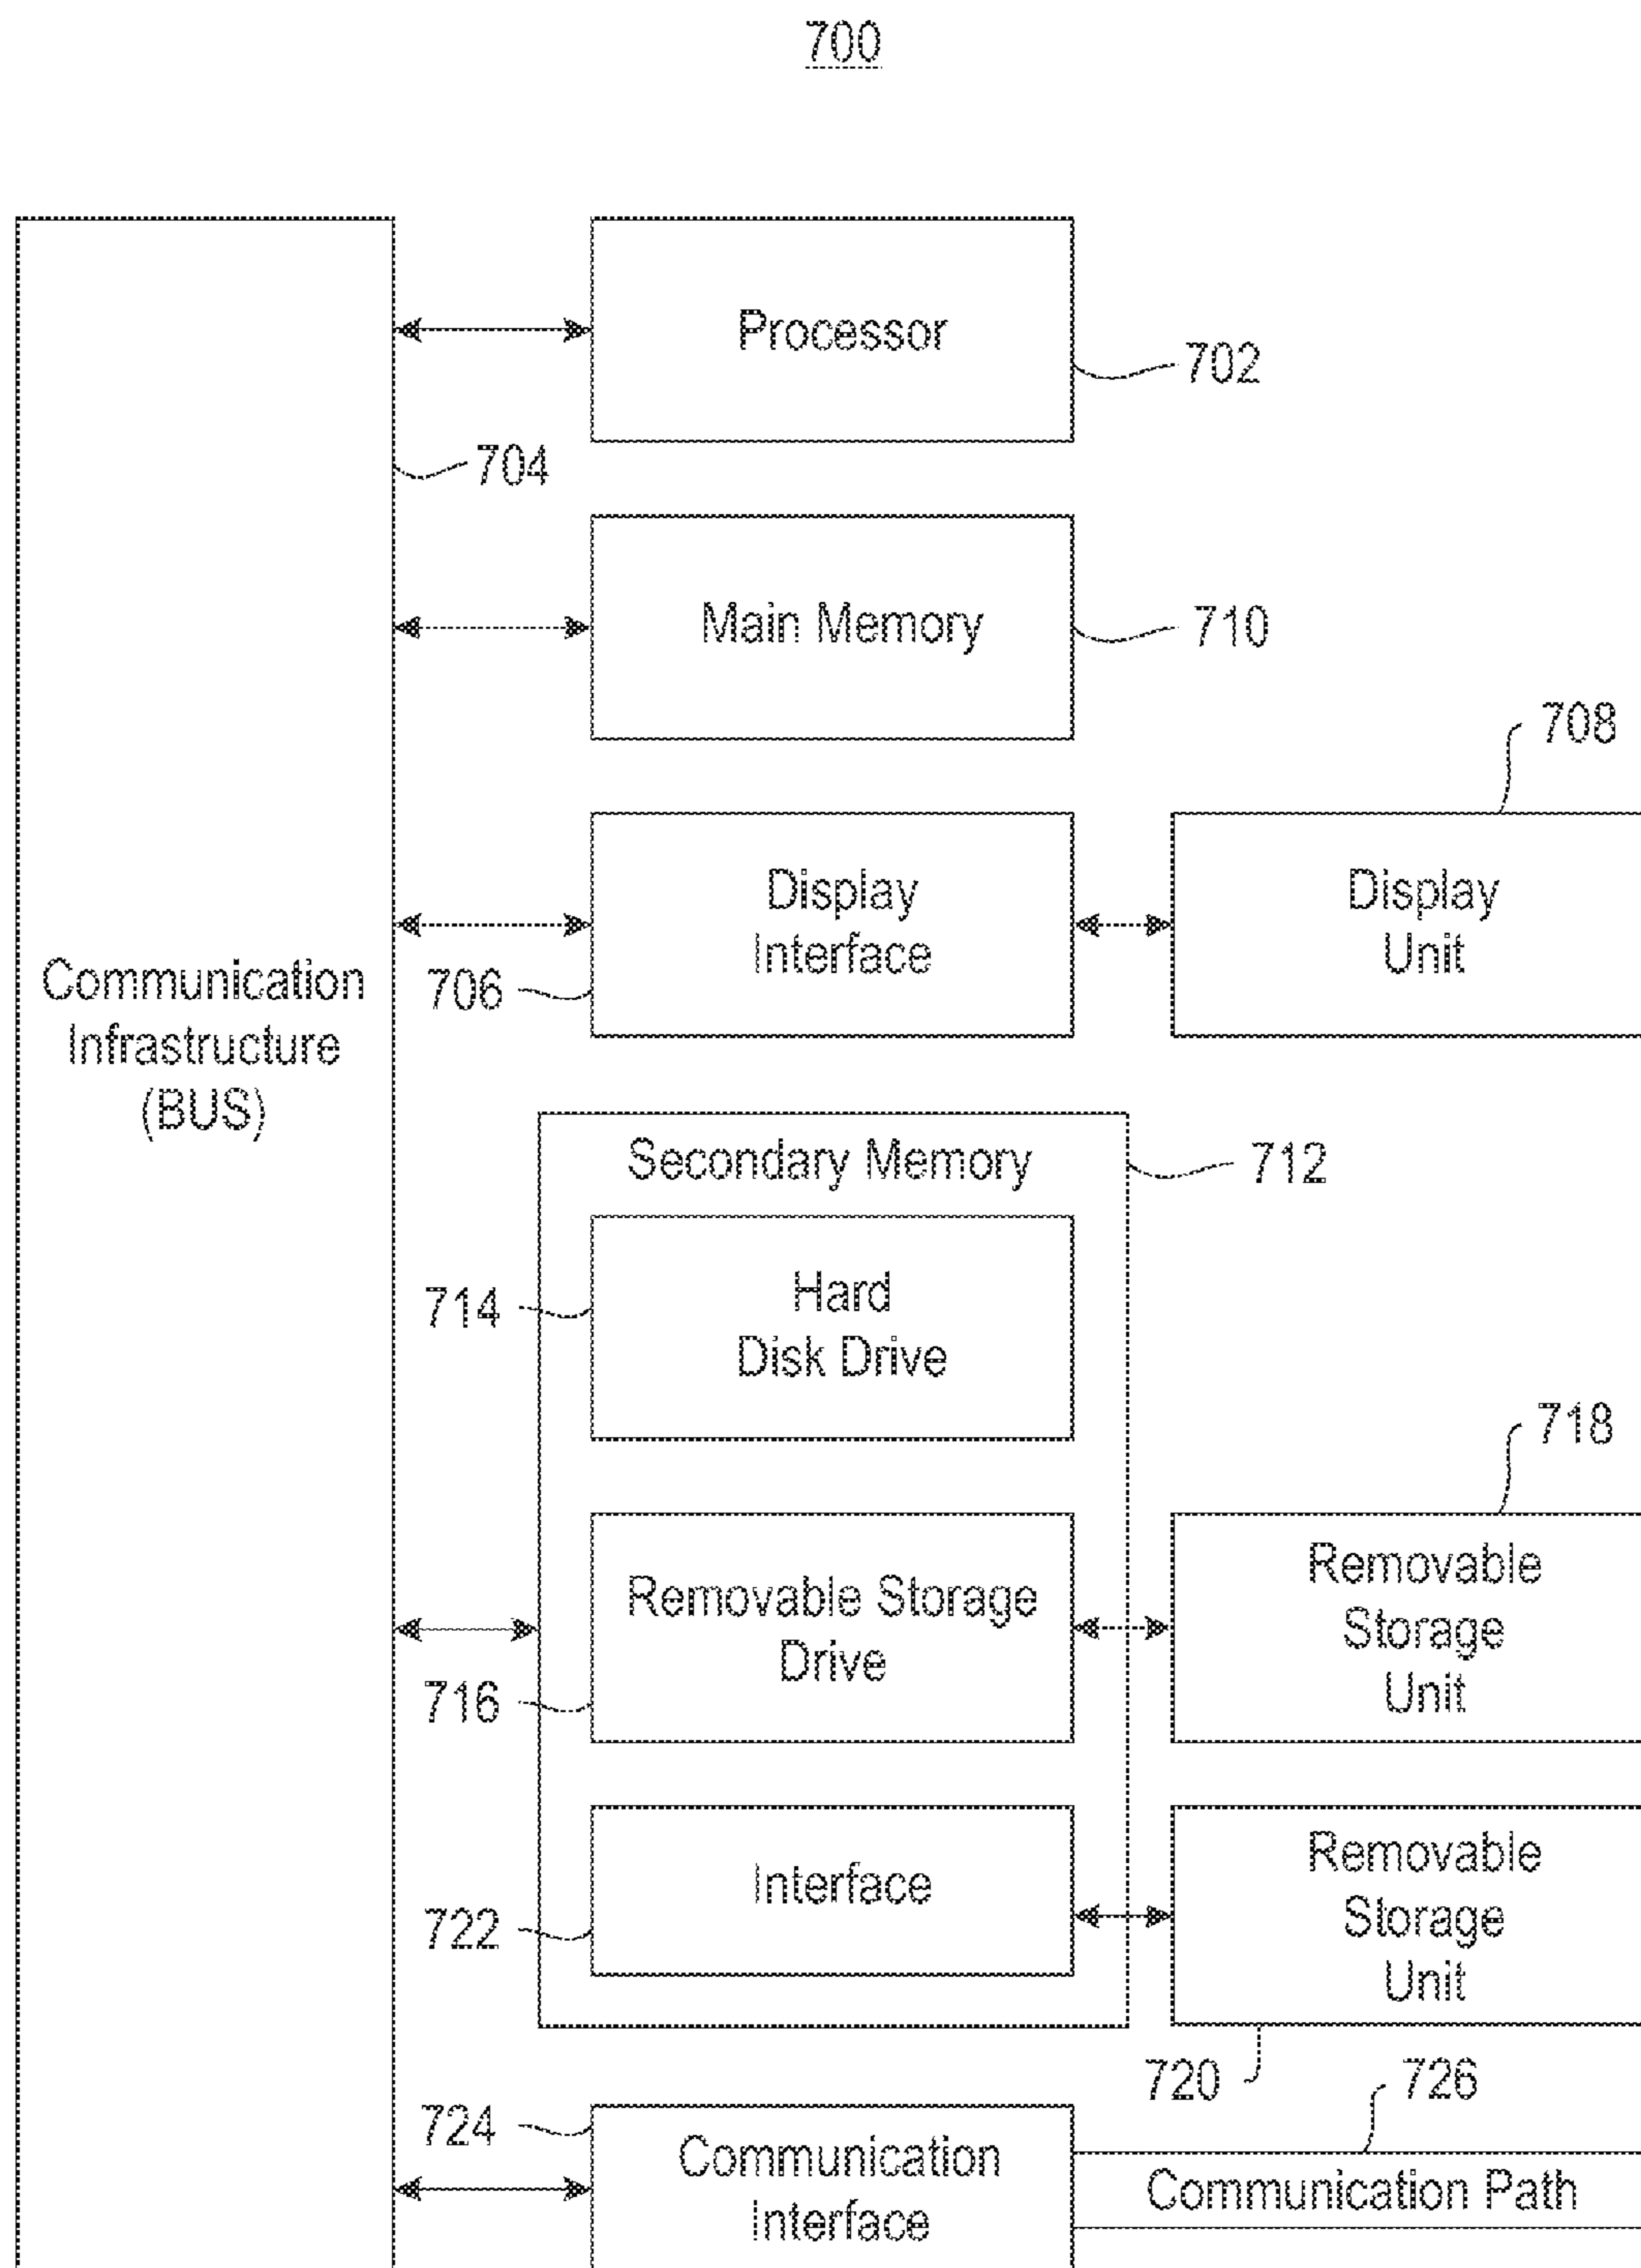 700
Processor
702
704
Main Memory
710
708
Display
Interface
Display
Unit
706
Communication
Infrastructure
(BUS)
Secondary Memory
712
Hard
Disk Drive
714
718
Removable Storage
Drive
Removable
Storage
Unit
716
Interface
Removable
Storage
Unit
722
720
726
724
Communication
Interface
Communication Path